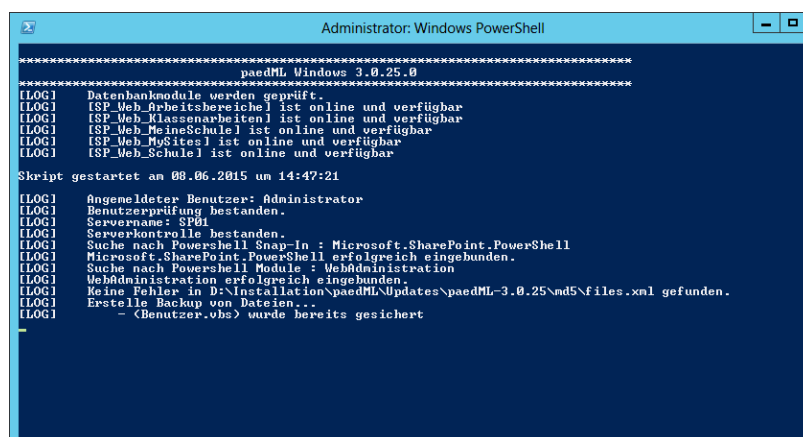 Administrator: Windows PowerShell
********************************************************************************
paedML Windows 3.0.25.0
********************************************************************************
[LOG] Datenbankmodule werden geprüft.
[LOG] [SP_Web_Arbeitsbereiche] ist online und verfügbar
[LOG] [SP_Web_Klassenarbeiten] ist online und verfügbar
[LOG] [SP_Web_MeineSchule] ist online und verfügbar
[LOG] [SP_Web_MySites] ist online und verfügbar
[LOG] [SP_Web_Schule] ist online und verfügbar
Skript gestartet am 08.06.2015 um 14:47:21
[LOG] Angemeldeter Benutzer: Administrator
[LOG] Benutzerprüfung bestanden.
[LOG] Servername: SP01
[LOG] Serverkontrolle bestanden.
[LOG] Suche nach Powershell Snap-In : Microsoft.SharePoint.PowerShell
[LOG] Microsoft.SharePoint.PowerShell erfolgreich eingebunden.
[LOG] Suche nach Powershell Module : WebAdministration
[LOG] WebAdministration erfolgreich eingebunden.
[LOG] Keine Fehler in D:\Installation\paedML\Updates\paedML-3.0.25\md5\files.xml gefunden.
[LOG] Erstelle Backup von Dateien...
[LOG] - (Benutzer.vbs) wurde bereits gesichert